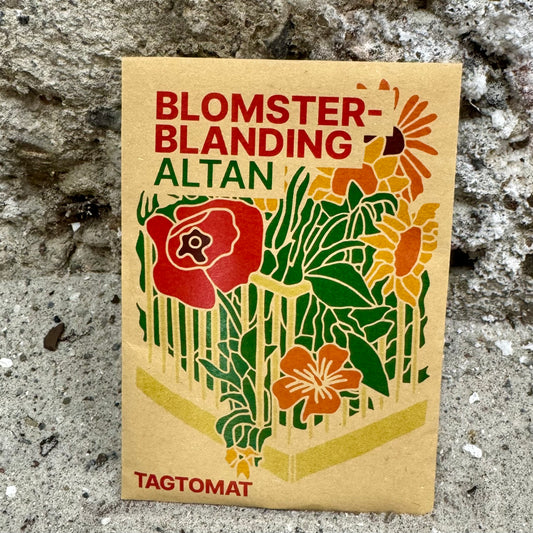 BLOMSTER-
BLANDING
ALTAN
TAGTOMAT